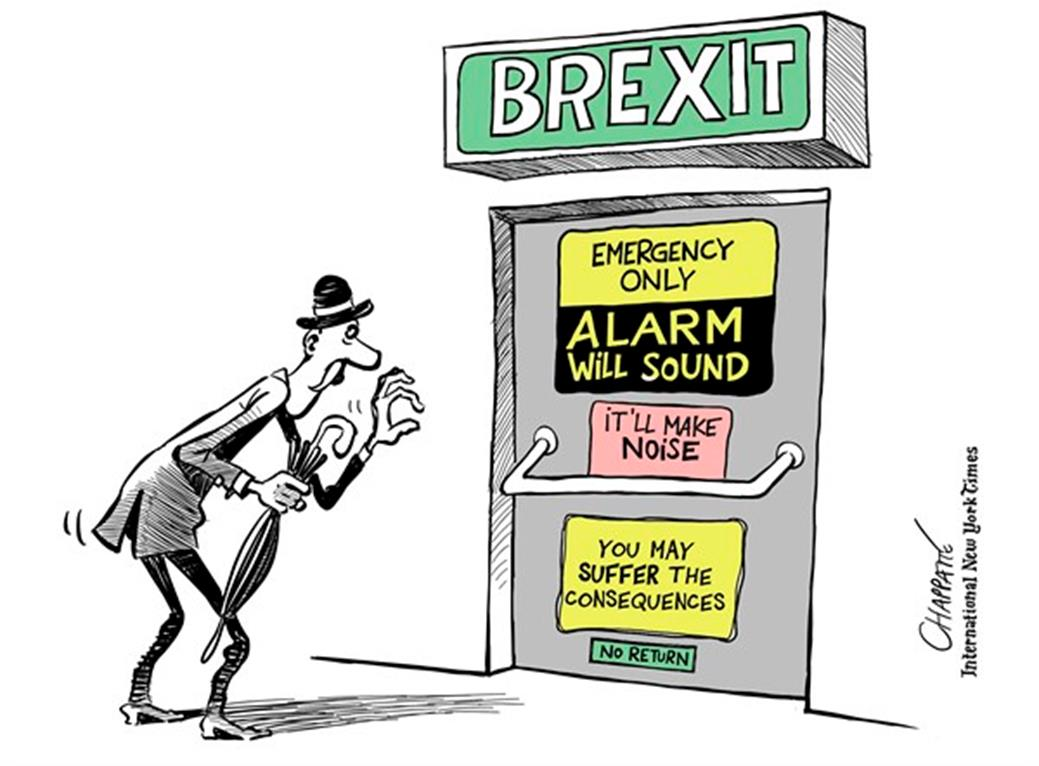 BREXIT
EMERGENCY
ONLY
ALARM
WiLL SOUND
iT'LL MAKE
NOiSE
YOU MAY
SUFFER THE
CONSEQUENCES
NO RETURN
CHAPPATTE
International New York Times